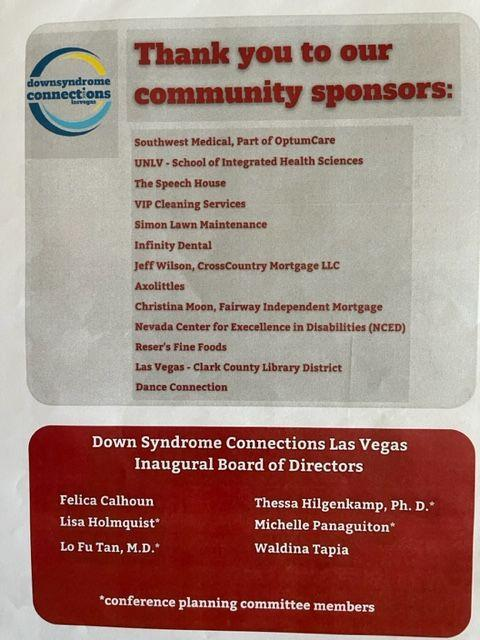 downsyndrome
connections
lasvegas
Thank you to our
community sponsors:
Southwest Medical, Part of OptumCare
UNLV - School of Integrated Health Sciences
The Speech House
VIP Cleaning Services
Simon Lawn Maintenance
Infinity Dental
Jeff Wilson, CrossCountry Mortgage LLC
Axolittles
Christina Moon, Fairway Independent Mortgage
Nevada Center for Execellence in Disabilities (NCED)
Reser's Fine Foods
Las Vegas - Clark County Library District
Dance Connection
Down Syndrome Connections Las Vegas
Inaugural Board of Directors
Felica Calhoun
Lisa Holmquist*
Lo Fu Tan, M.D.*
Thessa Hilgenkamp, Ph. D.*
Michelle Panaguiton*
Waldina Tapia
*conference planning committee members